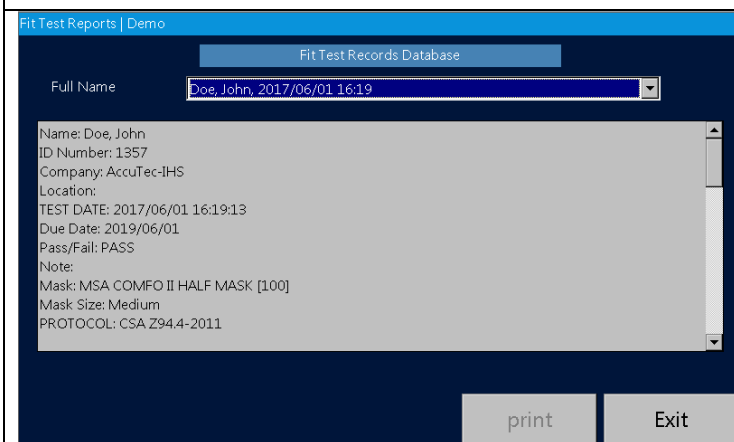 Fit Test Reports | Demo
Fit Test Records Database
Full Name Doe, John, 2017/06/01 16:19
Name: Doe, John
ID Number: 1357
Company: AccuTec-IHS
Location:
TEST DATE: 2017/06/01 16:19:13
Due Date: 2019/06/01
Pass/Fail: PASS
Note:
Mask: MSA COMFO II HALF MASK [100]
Mask Size: Medium
PROTOCOL: CSA Z94.4-2011
print Exit